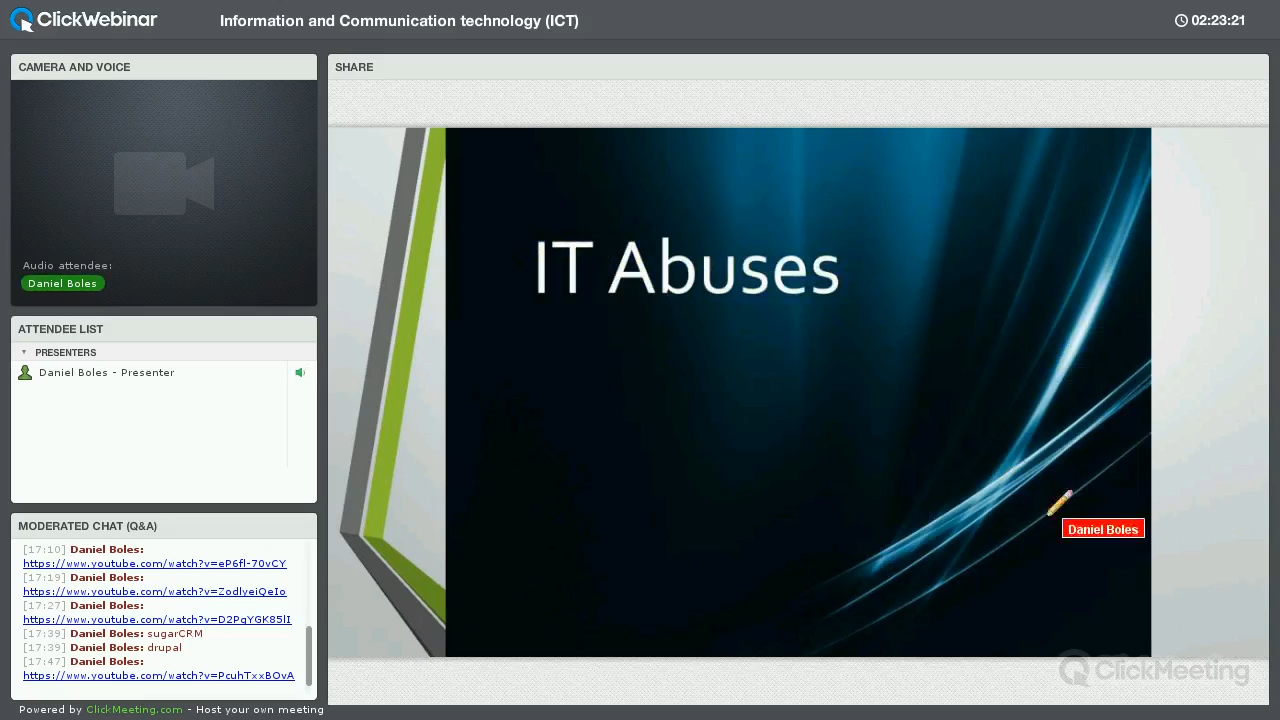 ClickWebinar
Information and Communication technology (ICT)
02:23:21
CAMERA AND VOICE
Audio attendee:
Daniel Boles
ATTENDEE LIST
PRESENTERS
Daniel Boles - Presenter
MODERATED CHAT (Q&A)
[17:10] Daniel Boles:
https://www.youtube.com/watch?v=eP6fl-70vCY
[17:19] Daniel Boles:
https://www.youtube.com/watch?v=ZodlyeiQeIo
[17:27] Daniel Boles:
https://www.youtube.com/watch?v=D2PqYGK85lI
[17:39] Daniel Boles: sugarCRM
[17:39] Daniel Boles: drupal
[17:47] Daniel Boles:
https://www.youtube.com/watch?v=PcuhTxxBOvA
Powered by ClickMeeting.com - Host your own meeting
SHARE
IT Abuses
Daniel Boles
ClickMeeting